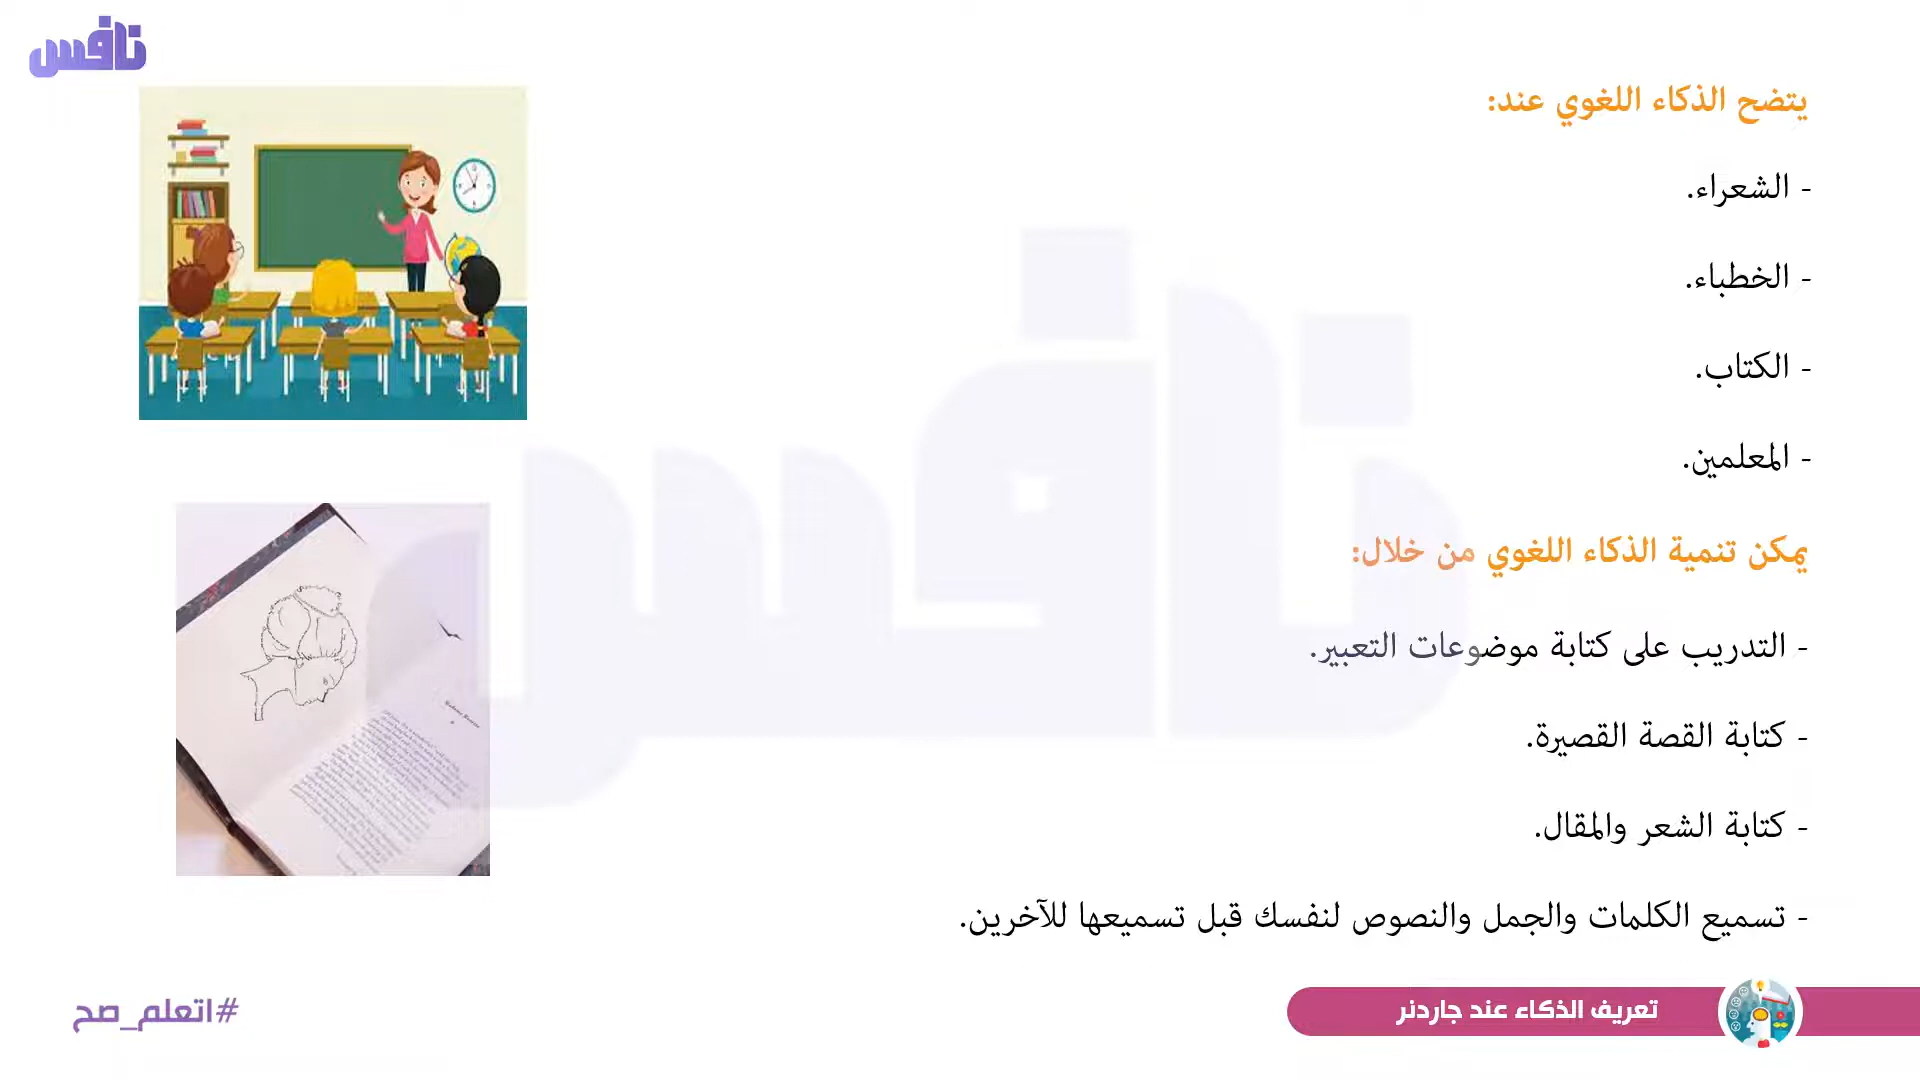 نافس
يتضح الذكاء اللغوي عند:
- الشعراء.
- الخطباء.
- الكتاب.
- المعلمين.
يمكن تنمية الذكاء اللغوي من خلال:
- التدريب على كتابة موضوعات التعبير.
- كتابة القصة القصيرة.
- كتابة الشعر والمقال.
- تسميع الكلمات والجمل والنصوص لنفسك قبل تسميعها للآخرين.
تعريف الذكاء عند جاردنر
#اتعلم_صح